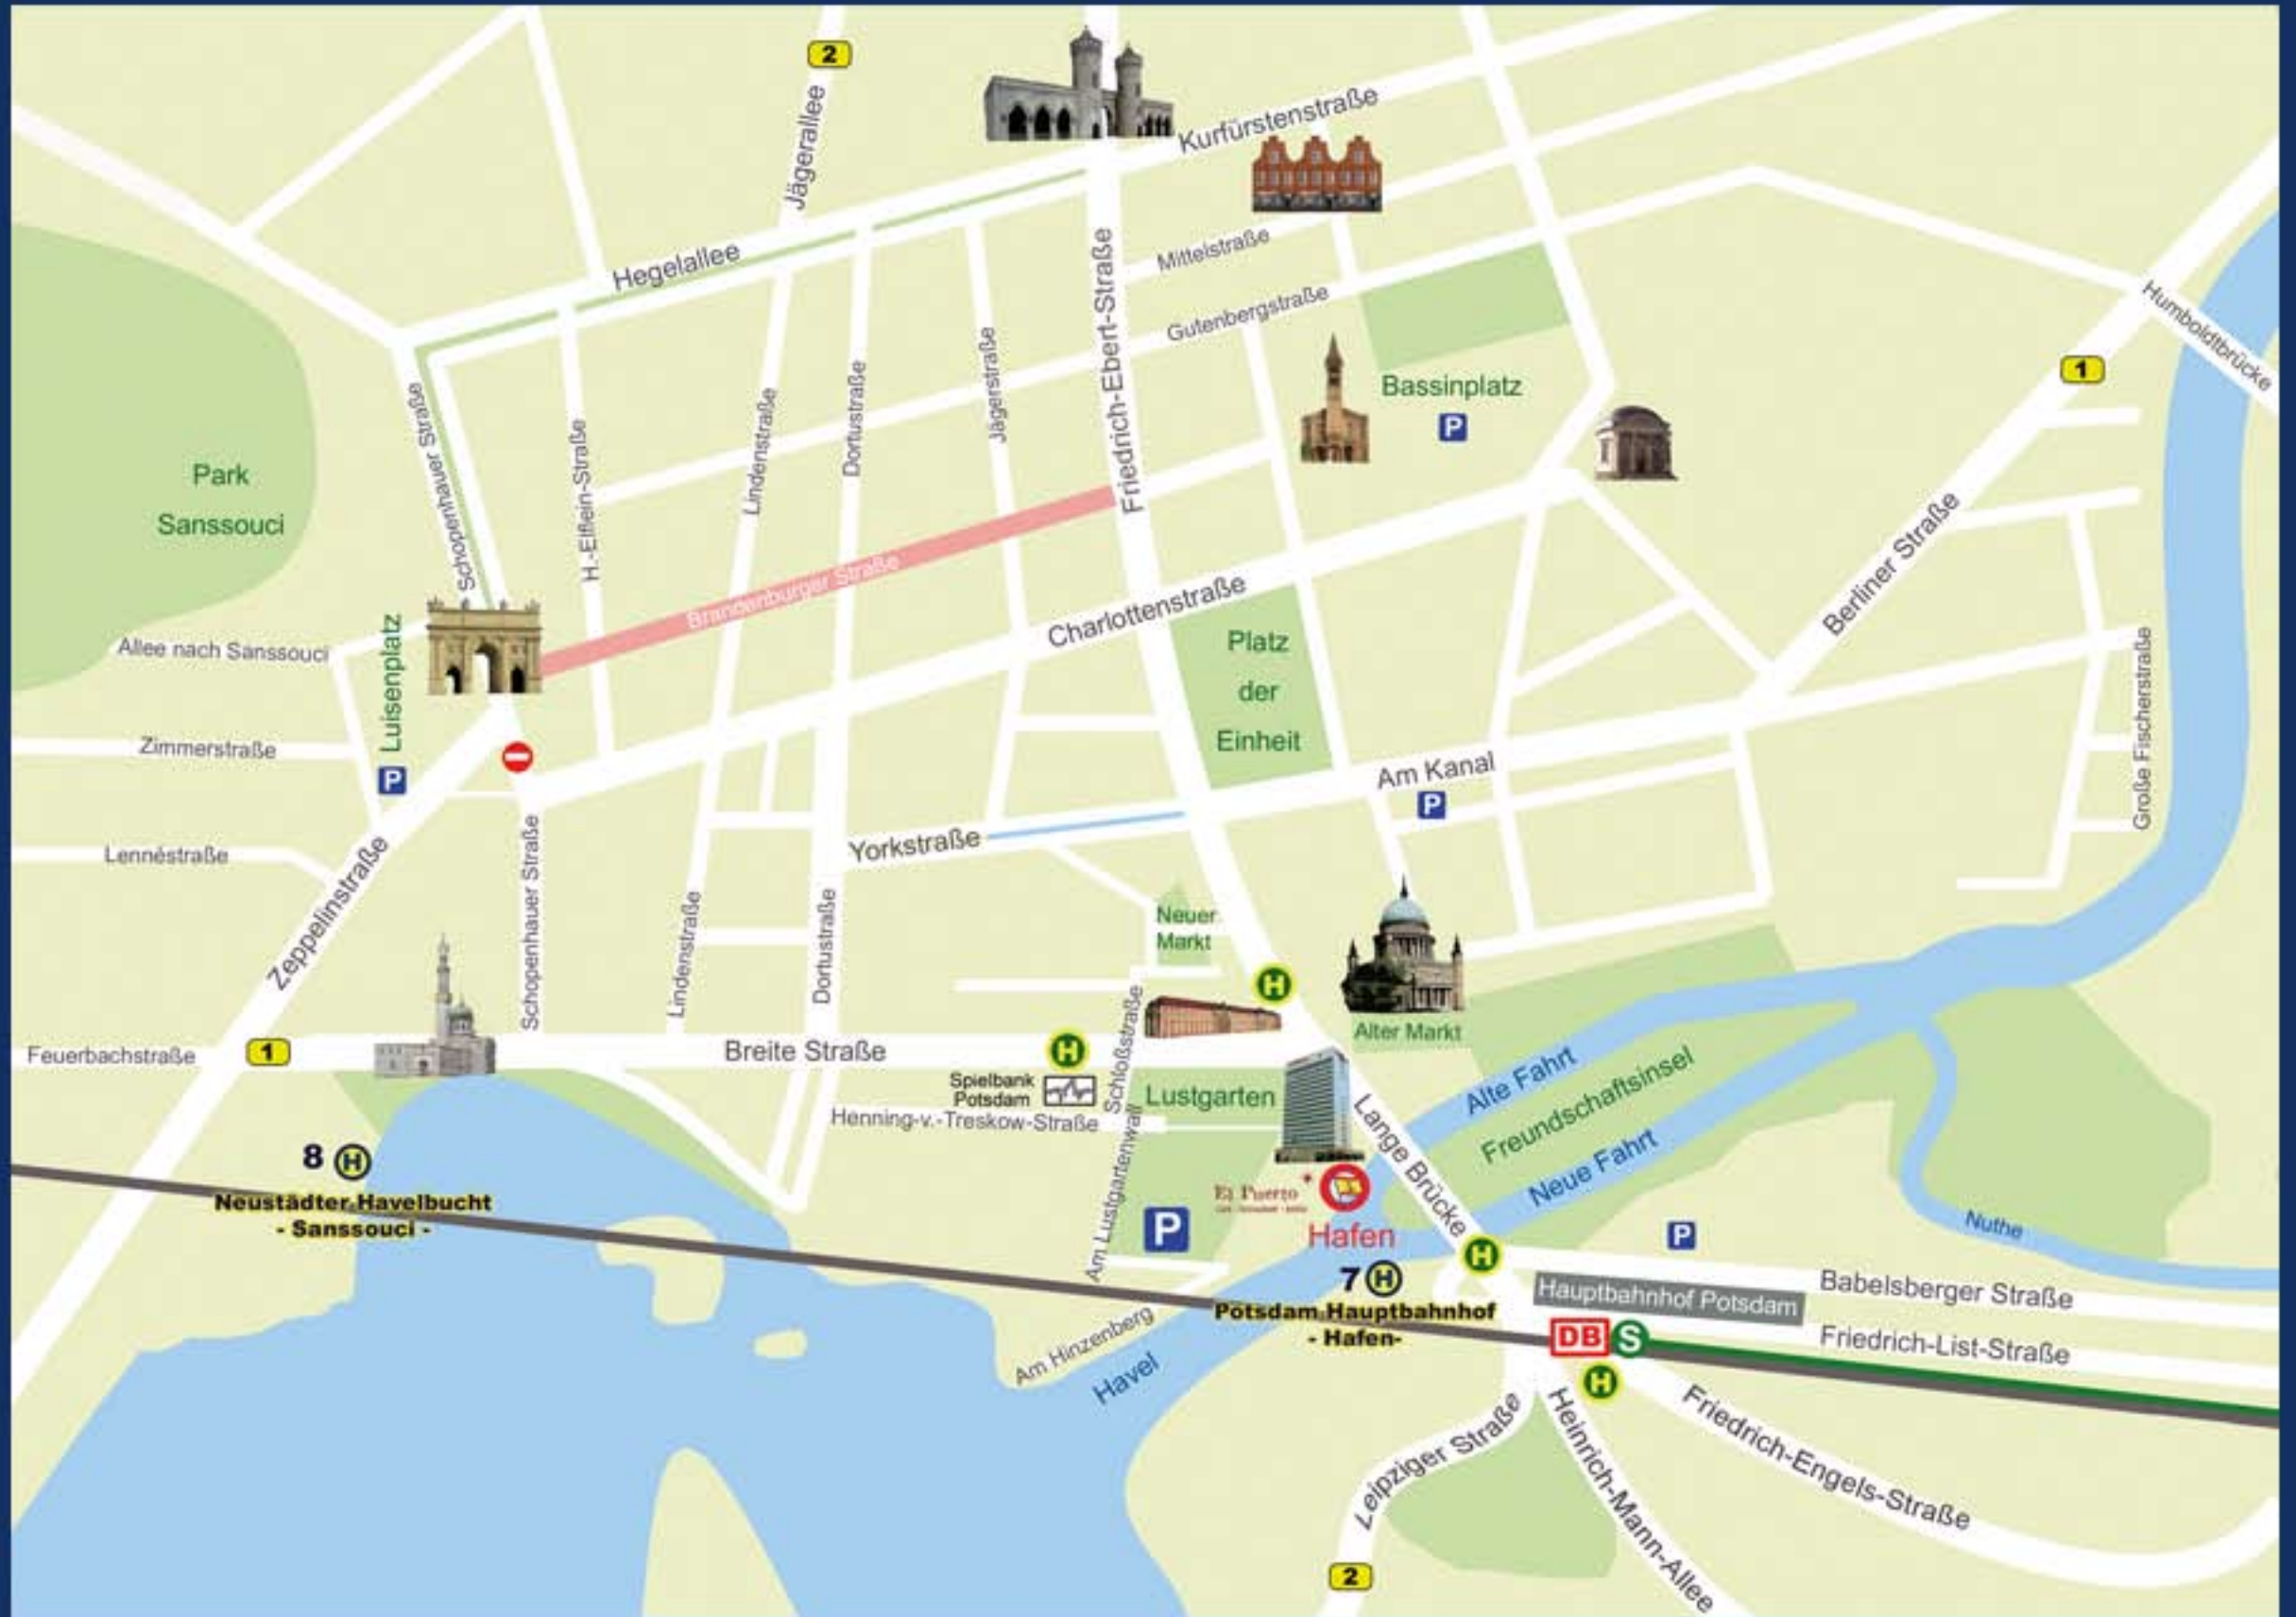 2
Jägerallee
Kurfürstenstraße
Hegelallee
Mittelstraße
Friedrich-Ebert-Straße
Gutenbergstraße
Humboldtbrücke
1
Bassinplatz
P
Jägerstraße
Dortustraße
Lindenstraße
H.-Elflein-Straße
Schopenhauer Straße
Park
Sanssouci
Brandenburger Straße
Berliner Straße
Charlottenstraße
Allee nach Sanssouci
Luisenplatz
P
Platz
der
Einheit
Große Fischerstraße
Zimmerstraße
Am Kanal
P
Yorkstraße
Lennéstraße
Zeppelinstraße
Schopenhauer Straße
Lindenstraße
Dortustraße
Neuer
Markt
H
Alter Markt
Feuerbachstraße
1
Breite Straße
H
Schloßstraße
Spielbank
Potsdam
Lustgarten
Henning-v.-Treskow-Straße
Am Lustgartenwall
Lange Brücke
Alte Fahrt
Freundschaftsinsel
Neue Fahrt
Nuthe
8 H
Neustädter Havelbucht
- Sanssouci -
El Puerto
Hafen
P
H
P
7 H
Potsdam Hauptbahnhof
- Hafen-
Hauptbahnhof Potsdam
DB S
H
Babelsberger Straße
Friedrich-List-Straße
Am Hinzenberg
Havel
Leipziger Straße
Heinrich-Mann-Allee
Friedrich-Engels-Straße
2